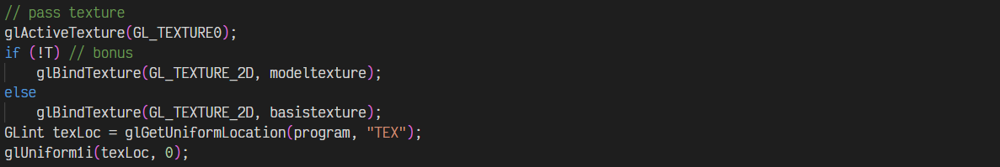 // pass texture
glActiveTexture(GL_TEXTURE0);
if (!T) // bonus
    glBindTexture(GL_TEXTURE_2D, modeltexture);
else
    glBindTexture(GL_TEXTURE_2D, basistexture);
GLint texLoc = glGetUniformLocation(program, "TEX");
glUniform1i(texLoc, 0);